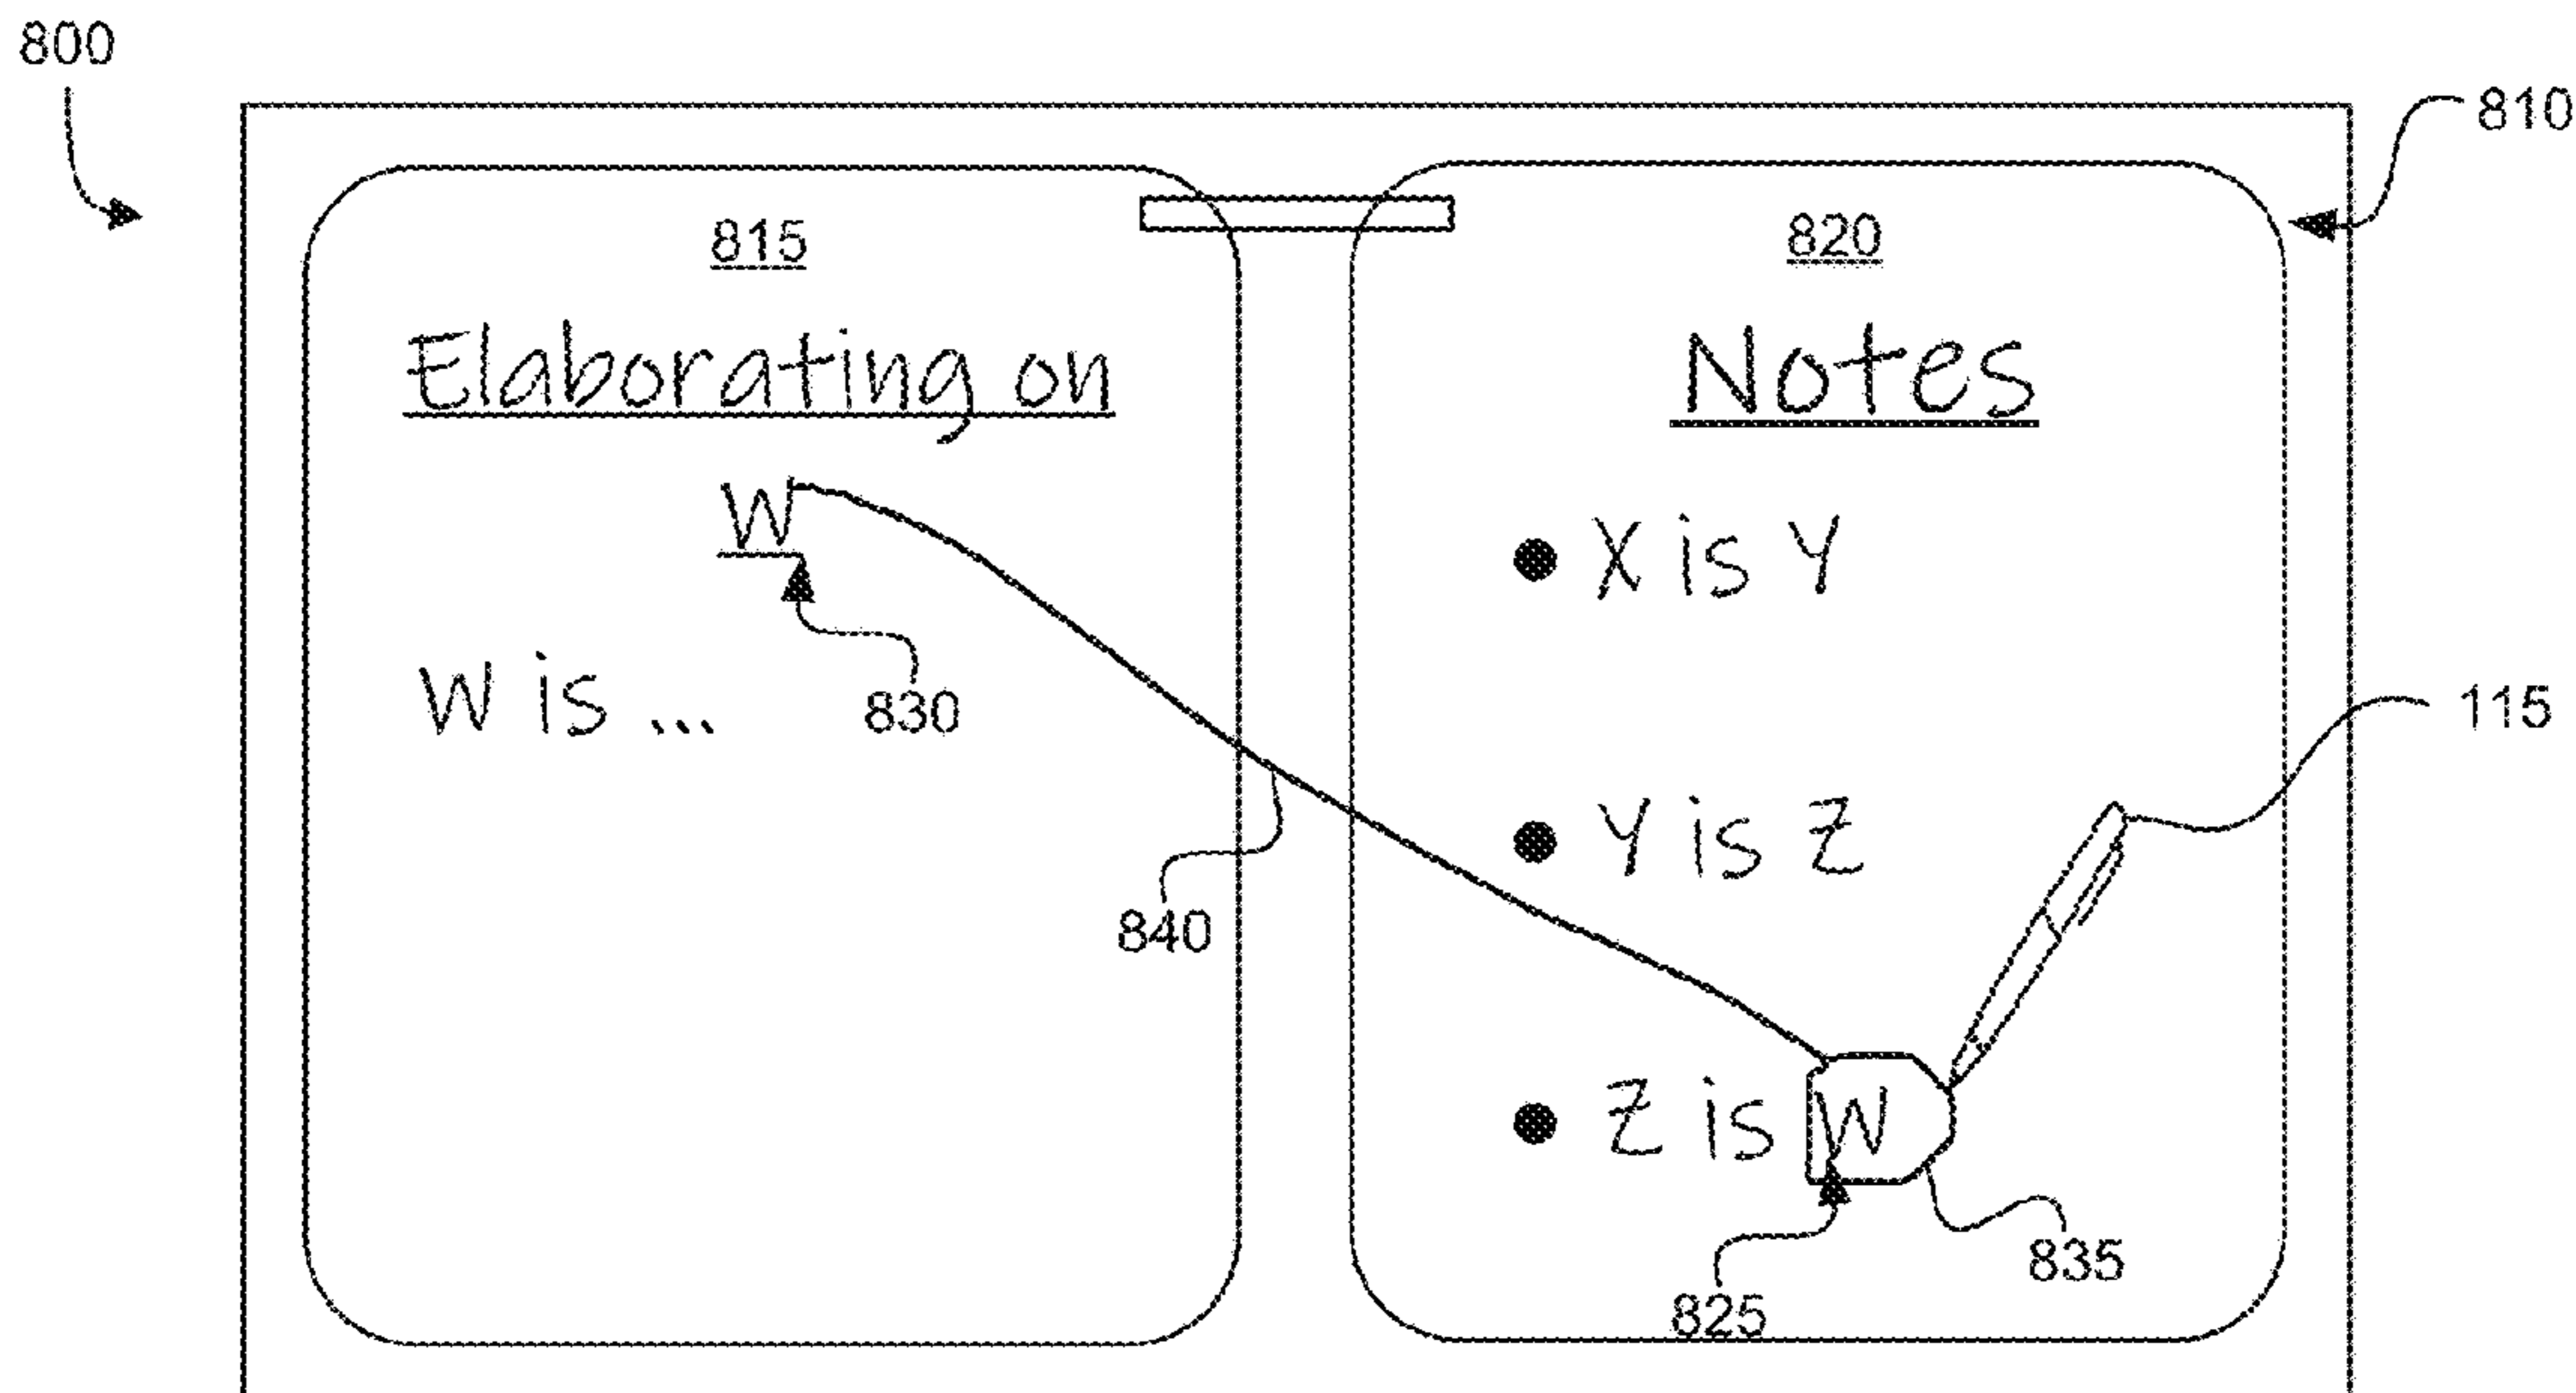 800
810
815
Elaborating on
W
830
W is ...
840
820
Notes
● X is Y
115
● Y is Z
● Z is W
835
825